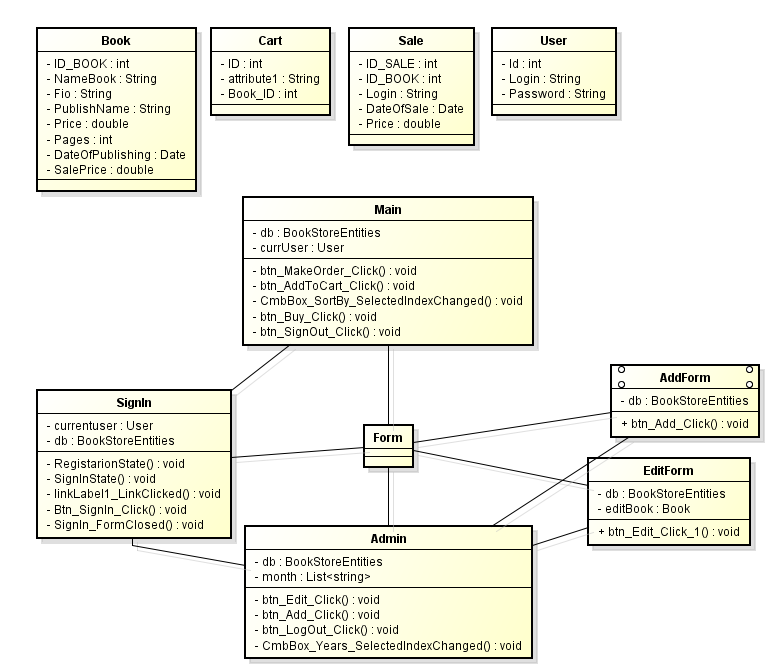 Book
- ID_BOOK : int
- NameBook : String
- Fio : String
- PublishName : String
- Price : double
- Pages : int
- DateOfPublishing : Date
- SalePrice : double
Cart
- ID : int
- attribute1 : String
- Book_ID : int
Sale
- ID_SALE : int
- ID_BOOK : int
- Login : String
- DateOfSale : Date
- Price : double
User
- Id : int
- Login : String
- Password : String
Main
- db : BookStoreEntities
- currUser : User
- btn_MakeOrder_Click() : void
- btn_AddToCart_Click() : void
- CmbBox_SortBy_SelectedIndexChanged() : void
- btn_Buy_Click() : void
- btn_SignOut_Click() : void
SignIn
- currentuser : User
- db : BookStoreEntities
- RegistarionState() : void
- SignInState() : void
- linkLabel1_LinkClicked() : void
- Btn_SignIn_Click() : void
- SignIn_FormClosed() : void
Form
AddForm
- db : BookStoreEntities
+ btn_Add_Click() : void
EditForm
- db : BookStoreEntities
- editBook : Book
+ btn_Edit_Click_1() : void
Admin
- db : BookStoreEntities
- month : List<string>
- btn_Edit_Click() : void
- btn_Add_Click() : void
- btn_LogOut_Click() : void
- CmbBox_Years_SelectedIndexChanged() : void